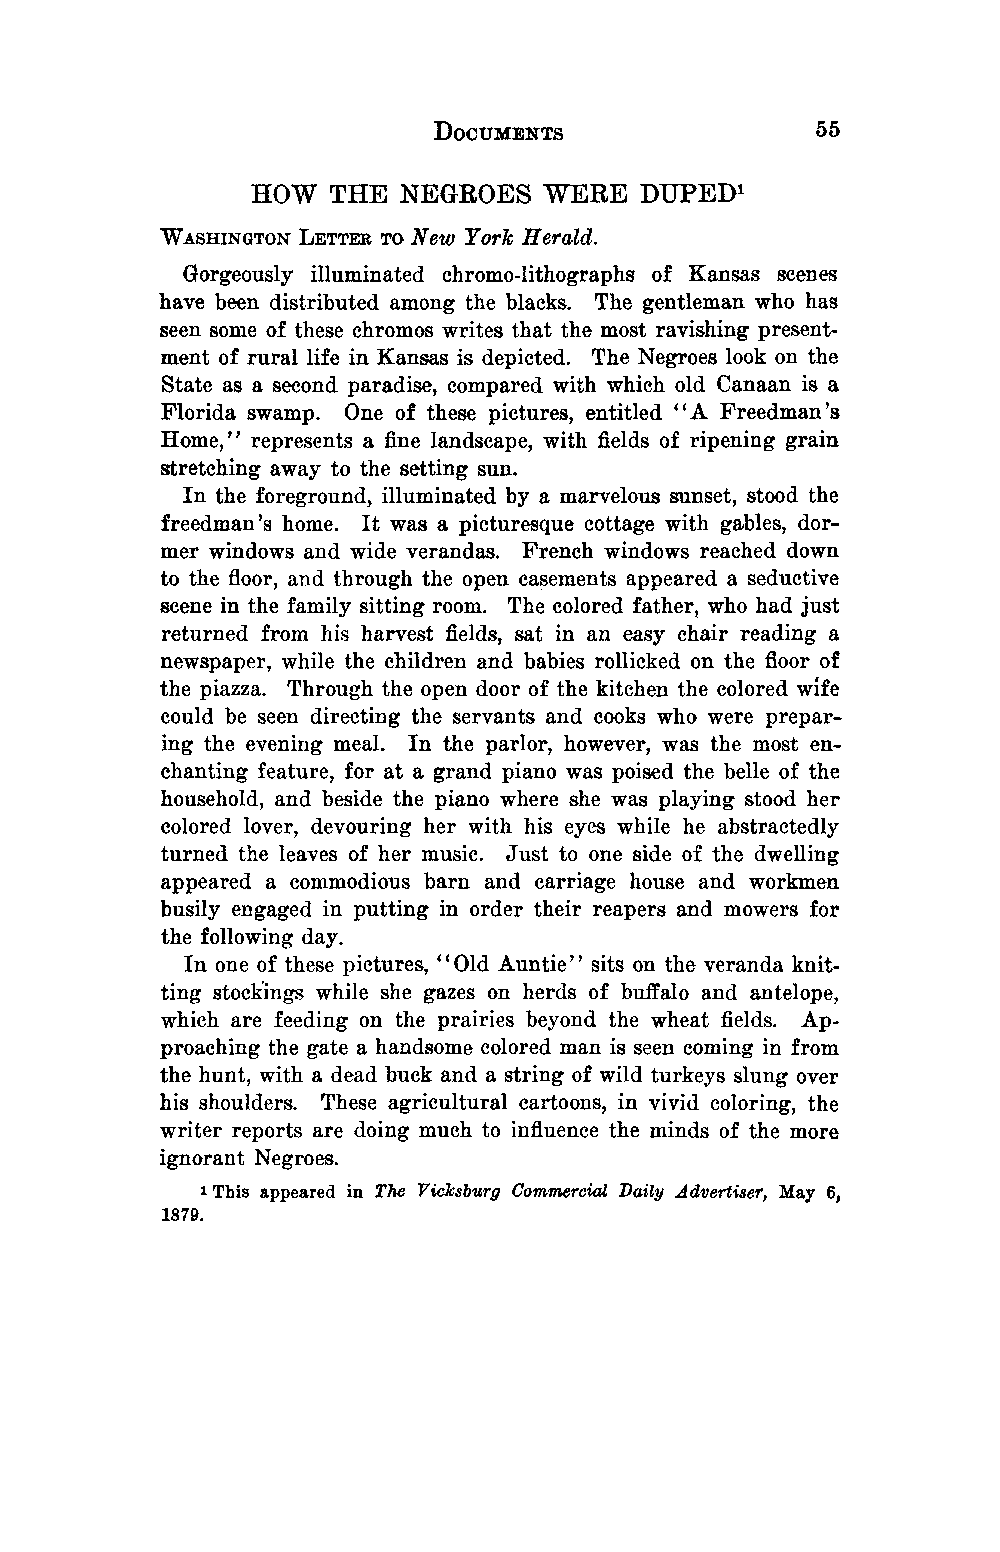 Documents 55
HOW THE NEGROES WERE DUPED¹
Washington Letter to New York Herald.
Gorgeously illuminated chromo-lithographs of Kansas scenes
have been distributed among the blacks. The gentleman who has
seen some of these chromos writes that the most ravishing present-
ment of rural life in Kansas is depicted. The Negroes look on the
State as a second paradise, compared with which old Canaan is a
Florida swamp. One of these pictures, entitled "A Freedman's
Home," represents a fine landscape, with fields of ripening grain
stretching away to the setting sun.
In the foreground, illuminated by a marvelous sunset, stood the
freedman's home. It was a picturesque cottage with gables, dor-
mer windows and wide verandas. French windows reached down
to the floor, and through the open casements appeared a seductive
scene in the family sitting room. The colored father, who had just
returned from his harvest fields, sat in an easy chair reading a
newspaper, while the children and babies rollicked on the floor of
the piazza. Through the open door of the kitchen the colored wife
could be seen directing the servants and cooks who were prepar-
ing the evening meal. In the parlor, however, was the most en-
chanting feature, for at a grand piano was poised the belle of the
household, and beside the piano where she was playing stood her
colored lover, devouring her with his eyes while he abstractedly
turned the leaves of her music. Just to one side of the dwelling
appeared a commodious barn and carriage house and workmen
busily engaged in putting in order their reapers and mowers for
the following day.
In one of these pictures, "Old Auntie" sits on the veranda knit-
ting stockings while she gazes on herds of buffalo and antelope,
which are feeding on the prairies beyond the wheat fields. Ap-
proaching the gate a handsome colored man is seen coming in from
the hunt, with a dead buck and a string of wild turkeys slung over
his shoulders. These agricultural cartoons, in vivid coloring, the
writer reports are doing much to influence the minds of the more
ignorant Negroes.
¹ This appeared in The Vicksburg Commercial Daily Advertiser, May 6,
1879.